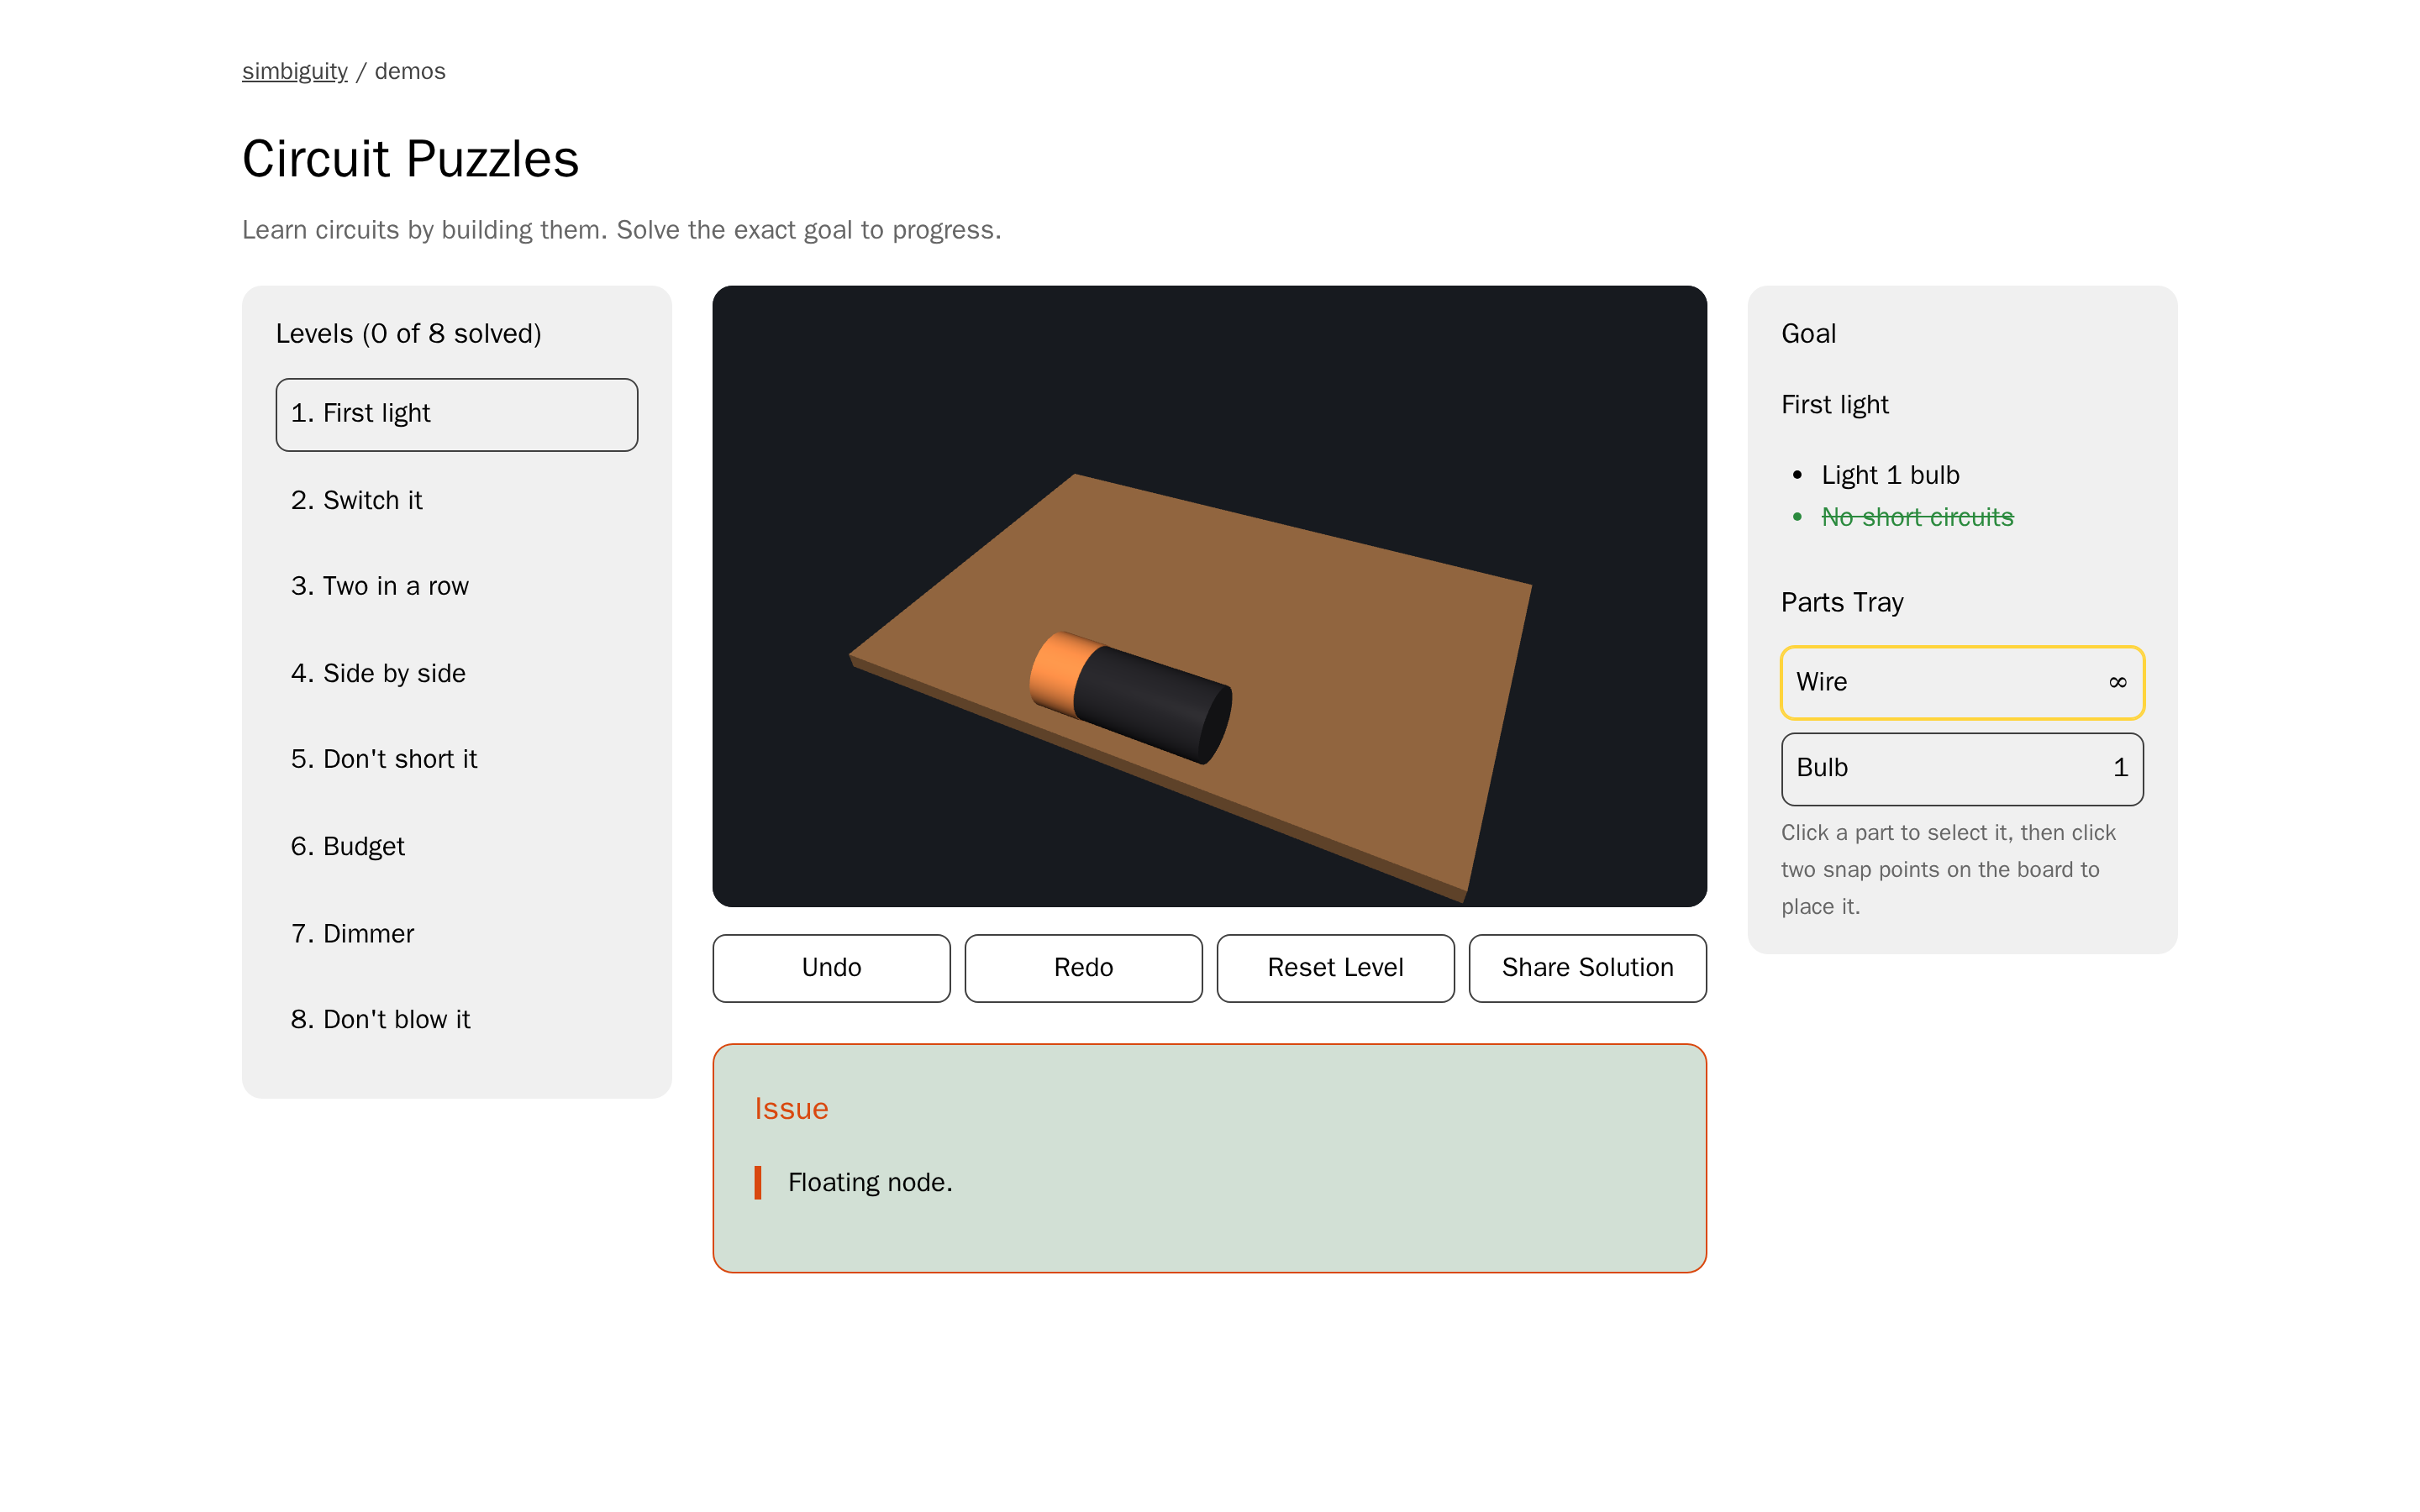 simbiguity / demos
Circuit Puzzles
Learn circuits by building them. Solve the exact goal to progress.
Levels (0 of 8 solved)
1. First light
2. Switch it
3. Two in a row
4. Side by side
5. Don't short it
6. Budget
7. Dimmer
8. Don't blow it
Undo
Redo
Reset Level
Share Solution
Issue
Floating node.
Goal
First light
• Light 1 bulb
• No short circuits
Parts Tray
Wire ∞
Bulb 1
Click a part to select it, then click
two snap points on the board to
place it.